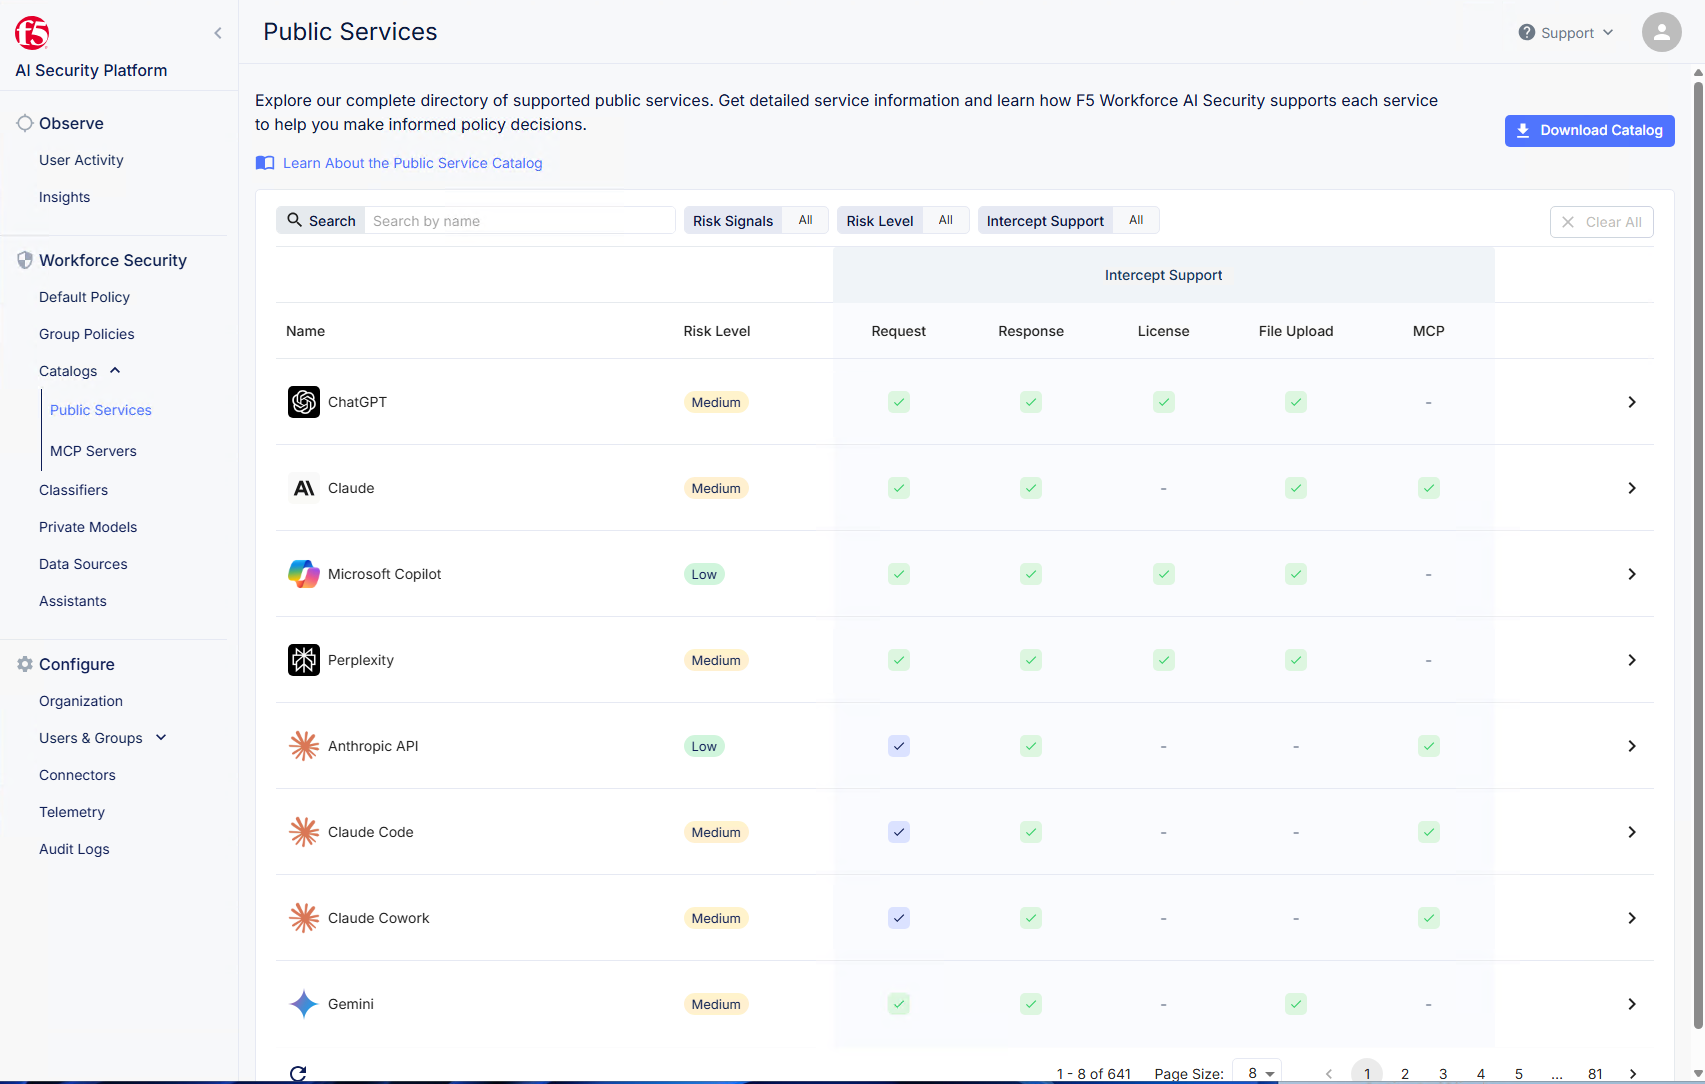 f5
AI Security Platform
Observe
User Activity
Insights
Workforce Security
Default Policy
Group Policies
Catalogs
Public Services
MCP Servers
Classifiers
Private Models
Data Sources
Assistants
Configure
Organization
Users & Groups
Connectors
Telemetry
Audit Logs
Public Services
? Support
Explore our complete directory of supported public services. Get detailed service information and learn how F5 Workforce AI Security supports each service
to help you make informed policy decisions.
Download Catalog
Learn About the Public Service Catalog
Search Search by name Risk Signals All Risk Level All Intercept Support All Clear All
Intercept Support
Name Risk Level Request Response License File Upload MCP
ChatGPT Medium -
Claude Medium -
Microsoft Copilot Low -
Perplexity Medium -
Anthropic API Low - -
Claude Code Medium - -
Claude Cowork Medium - -
Gemini Medium - -
1 - 8 of 641 Page Size: 8 1 2 3 4 5 ... 81